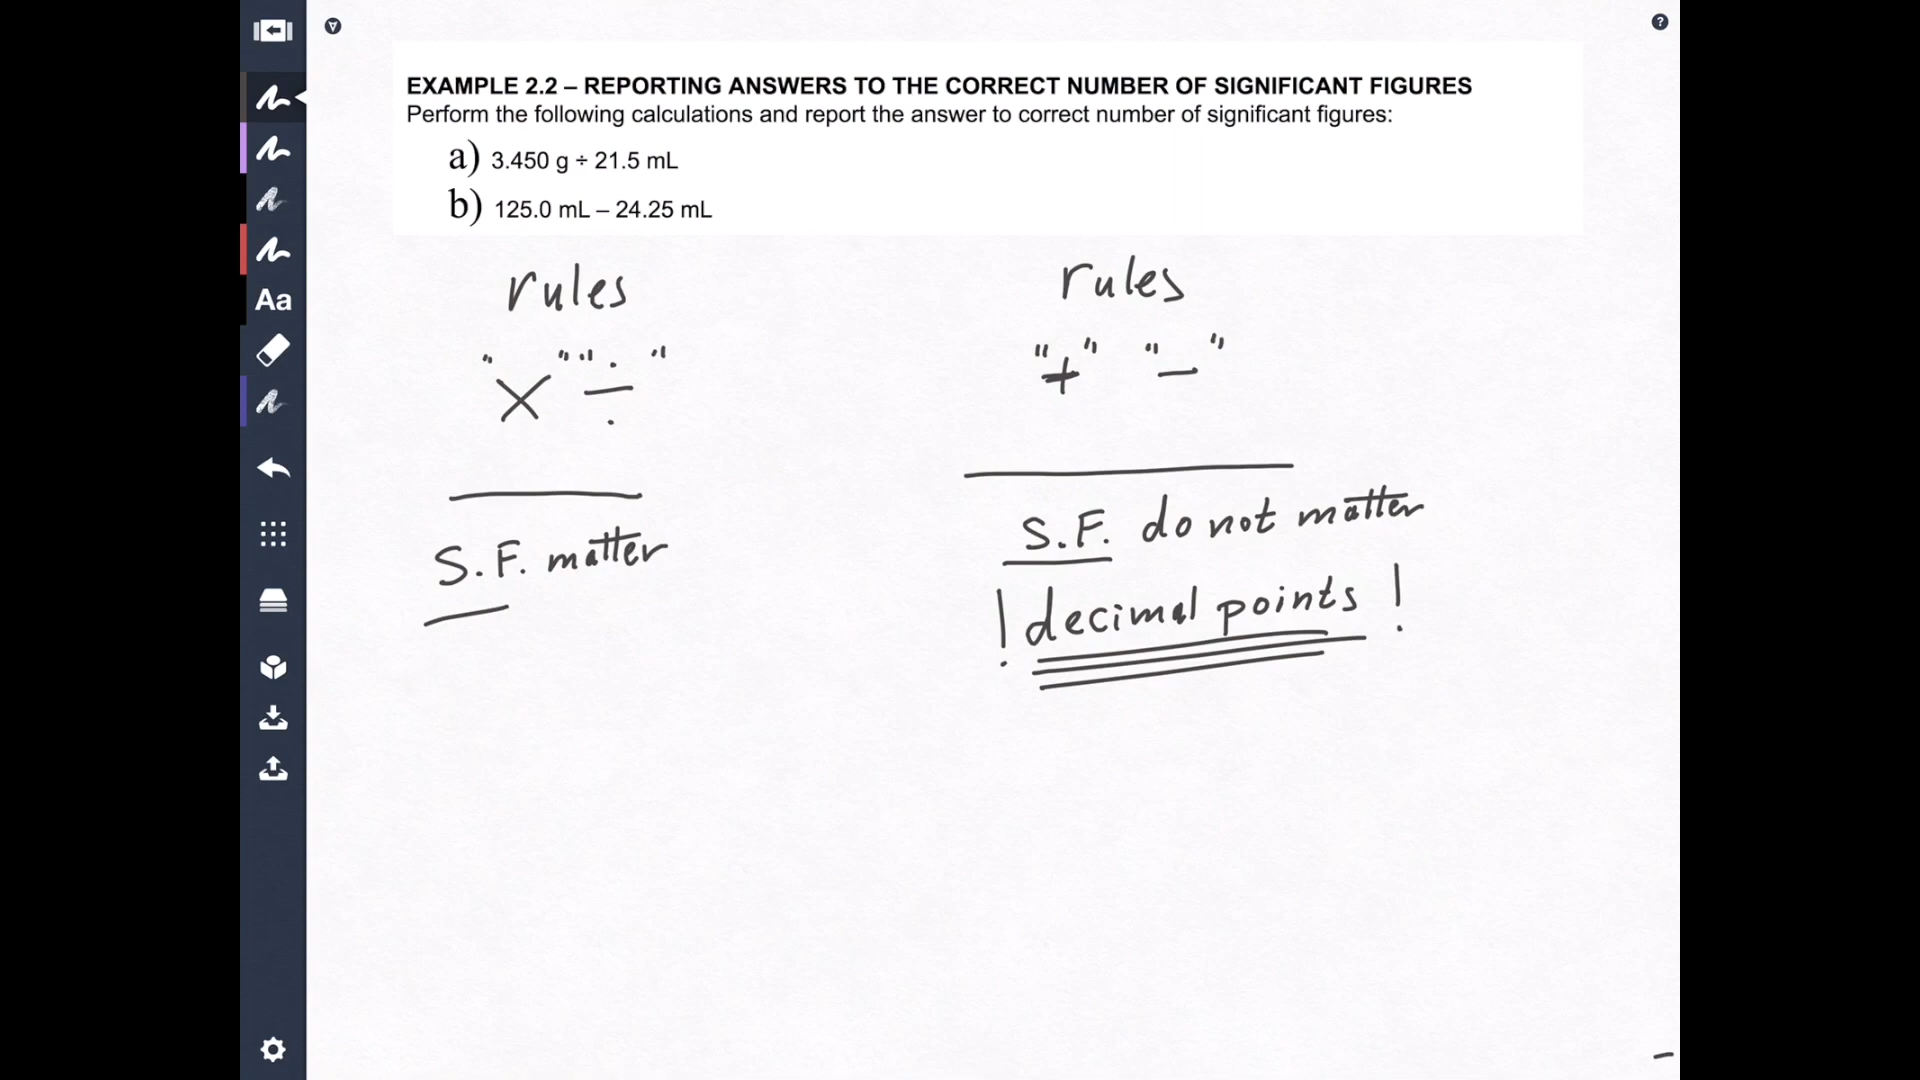 EXAMPLE 2.2 – REPORTING ANSWERS TO THE CORRECT NUMBER OF SIGNIFICANT FIGURES
Perform the following calculations and report the answer to correct number of significant figures:
a) 3.450 g ÷ 21.5 mL
b) 125.0 mL – 24.25 mL
rules
"×" "÷"
S.F. matter
rules
"+" "–"
S.F. do not matter
! decimal points !
Aa
?